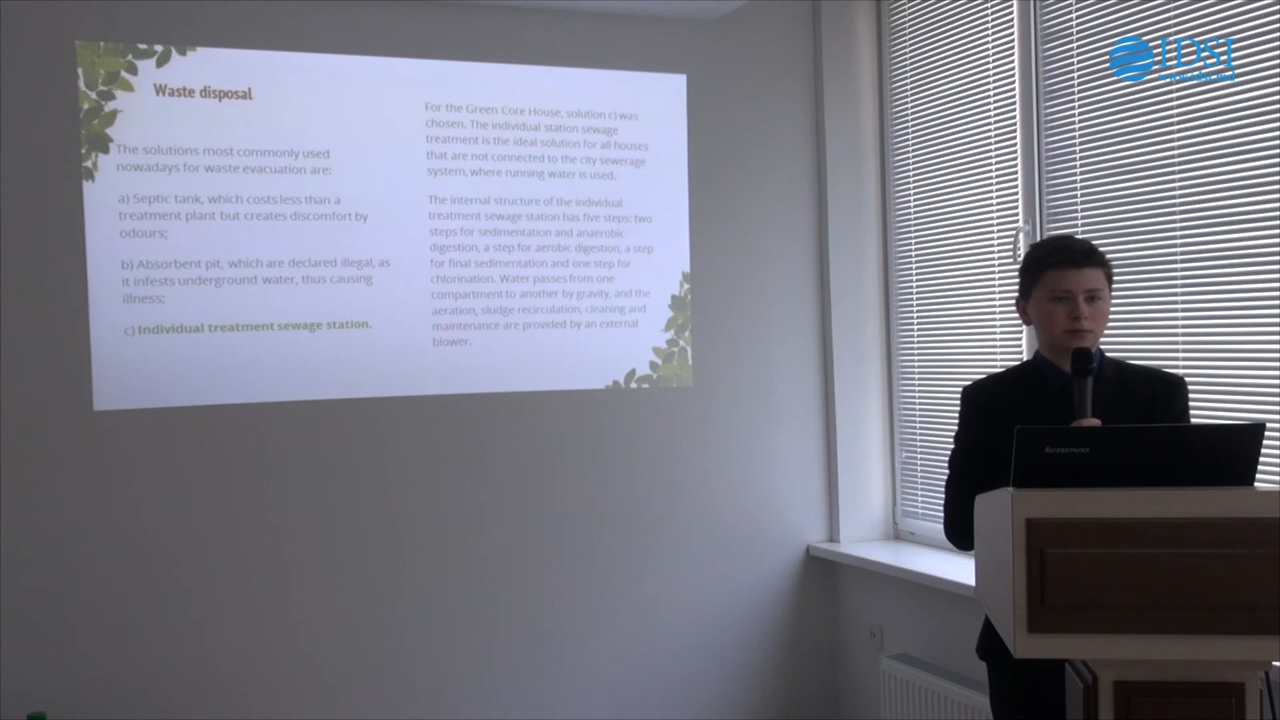 Waste disposal
The solutions most commonly used
nowadays for waste evacuation are:
a) Septic tank, which costs less than a
treatment plant but creates discomfort by
odours;
b) Absorbent pit, which are declared illegal, as
it infests underground water, thus causing
illness;
c) Individual treatment sewage station.
For the Green Core House, solution c) was
chosen. The individual station sewage
treatment is the ideal solution for all houses
that are not connected to the city sewerage
system, where running water is used.
The internal structure of the individual
treatment sewage station has five steps: two
steps for sedimentation and anaerobic
digestion, a step for aerobic digestion, a step
for final sedimentation and one step for
chlorination. Water passes from one
compartment to another by gravity, and the
aeration, sludge recirculation, cleaning and
maintenance are provided by an external
blower.
IDSI
lenovo